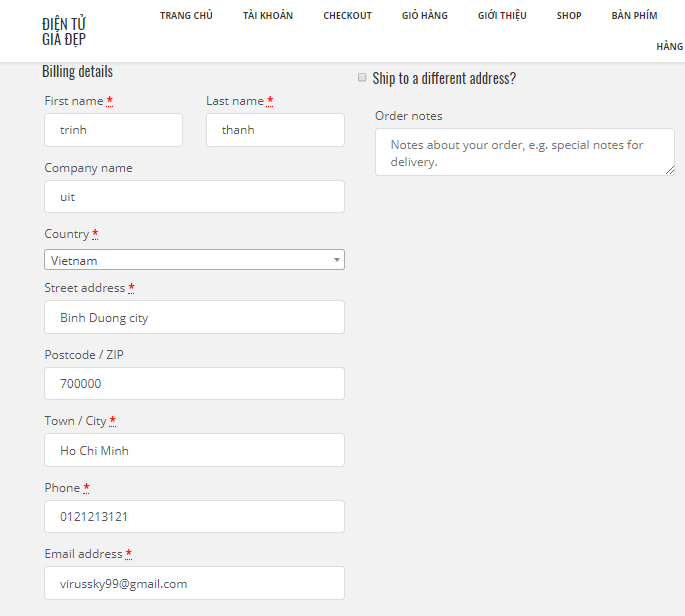 ĐIỆN TỬ
GIÁ ĐẸP
TRANG CHỦ TÀI KHOẢN CHECKOUT GIỎ HÀNG GIỚI THIỆU SHOP BÀN PHÍM
HÀNG
Billing details
First name *
Last name *
trinh
thanh
Company name
uit
Country *
Vietnam
Street address *
Binh Duong city
Postcode / ZIP
700000
Town / City *
Ho Chi Minh
Phone *
0121213121
Email address *
virussky99@gmail.com
Ship to a different address?
Order notes
Notes about your order, e.g. special notes for
delivery.